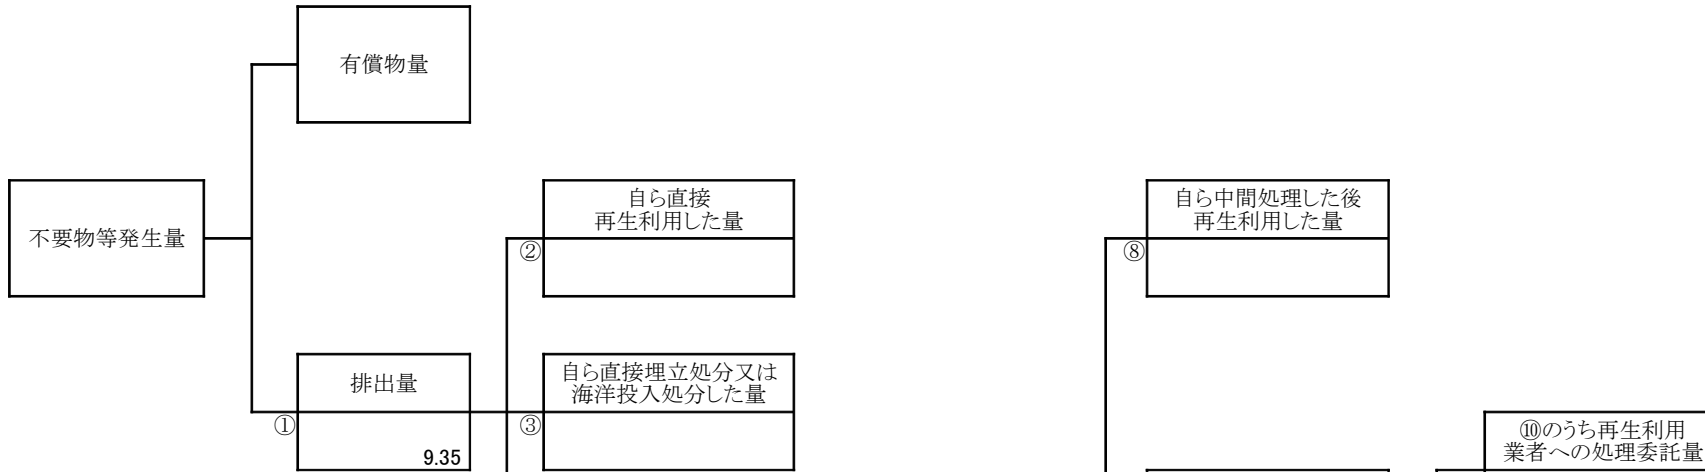 有償物量
不要物等発生量
自ら直接
再生利用した量
②
自ら中間処理した後
再生利用した量
⑧
排出量
①
9.35
自ら直接埋立処分又は
海洋投入処分した量
③
⑩のうち再生利用
業者への処理委託量